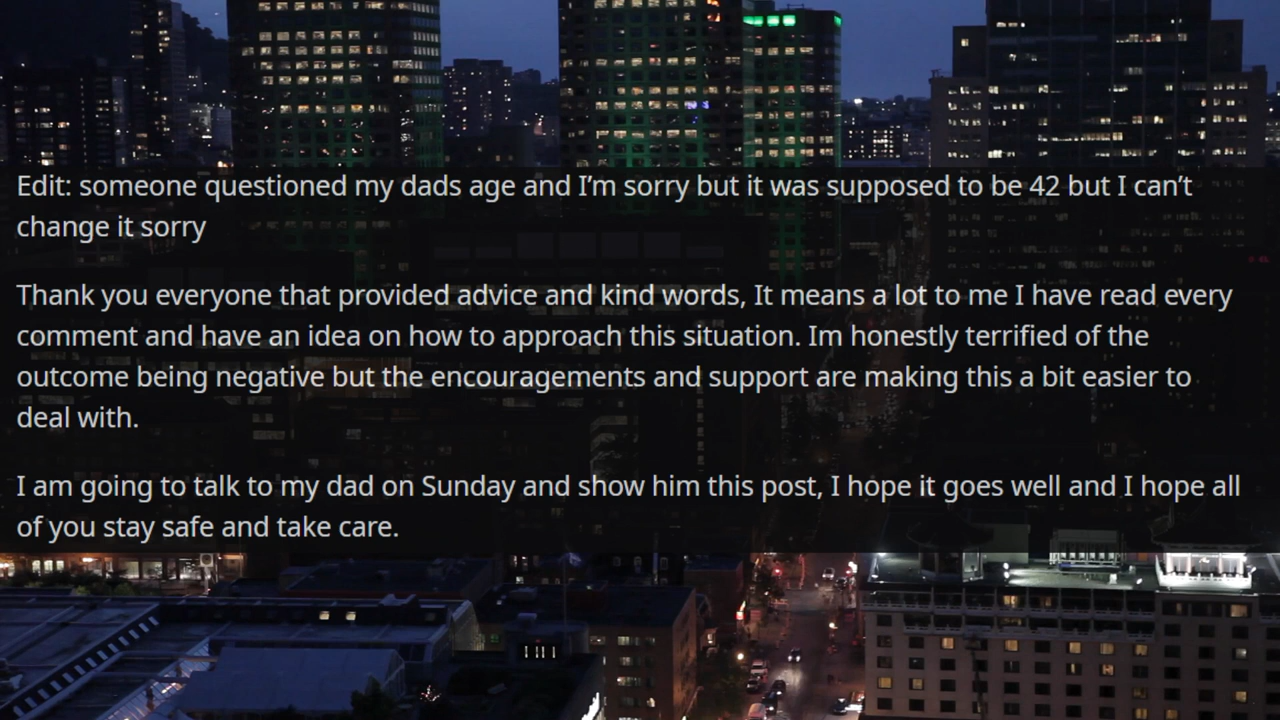 Edit: someone questioned my dads age and I’m sorry but it was supposed to be 42 but I can’t
change it sorry
Thank you everyone that provided advice and kind words, It means a lot to me I have read every
comment and have an idea on how to approach this situation. Im honestly terrified of the
outcome being negative but the encouragements and support are making this a bit easier to
deal with.
I am going to talk to my dad on Sunday and show him this post, I hope it goes well and I hope all
of you stay safe and take care.